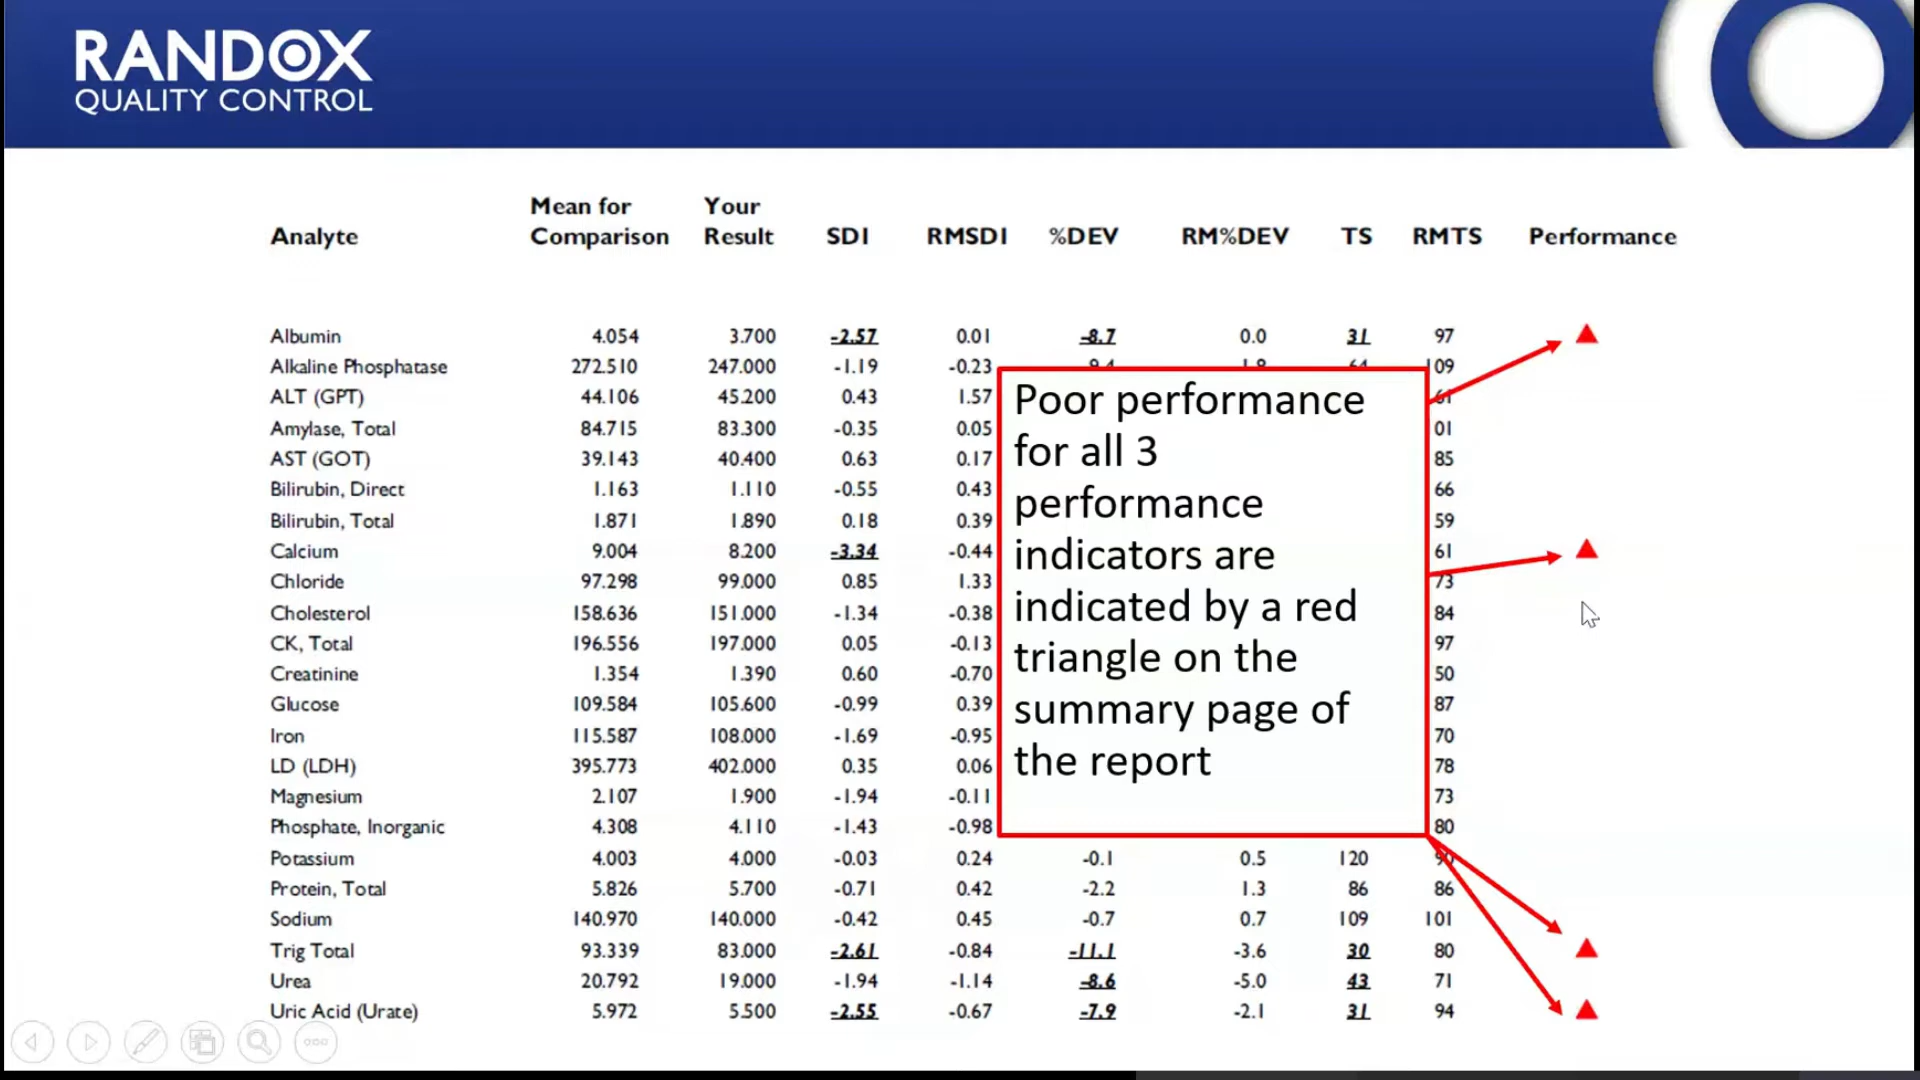 RANDOX
QUALITY CONTROL
Mean for Your
Analyte Comparison Result SDI RMSDI %DEV RM%DEV TS RMTS Performance
Albumin 4.054 3.700 -2.57 0.01 -8.7 0.0 31 97
Alkaline Phosphatase 272.510 247.000 -1.19 -0.23 109
ALT (GPT) 44.106 45.200 0.43 1.57 61
Amylase, Total 84.715 83.300 -0.35 0.05 01
AST (GOT) 39.143 40.400 0.63 0.17 85
Bilirubin, Direct 1.163 1.110 -0.55 0.43 66
Bilirubin, Total 1.871 1.890 0.18 0.39 59
Calcium 9.004 8.200 -3.34 -0.44 61
Chloride 97.298 99.000 0.85 1.33 73
Cholesterol 158.636 151.000 -1.34 -0.38 84
CK, Total 196.556 197.000 0.05 -0.13 97
Creatinine 1.354 1.390 0.60 -0.70 50
Glucose 109.584 105.600 -0.99 0.39 87
Iron 115.587 108.000 -1.69 -0.95 70
LD (LDH) 395.773 402.000 0.35 0.06 78
Magnesium 2.107 1.900 -1.94 -0.11 73
Phosphate, Inorganic 4.308 4.110 -1.43 -0.98 80
Potassium 4.003 4.000 -0.03 0.24 -0.1 0.5 120 90
Protein, Total 5.826 5.700 -0.71 0.42 -2.2 1.3 86 86
Sodium 140.970 140.000 -0.42 0.45 -0.7 0.7 109 101
Trig Total 93.339 83.000 -2.61 -0.84 -11.1 -3.6 30 80
Urea 20.792 19.000 -1.94 -1.14 -8.6 -5.0 43 71
Uric Acid (Urate) 5.972 5.500 -2.55 -0.67 -7.9 -2.1 31 94
Poor performance
for all 3
performance
indicators are
indicated by a red
triangle on the
summary page of
the report